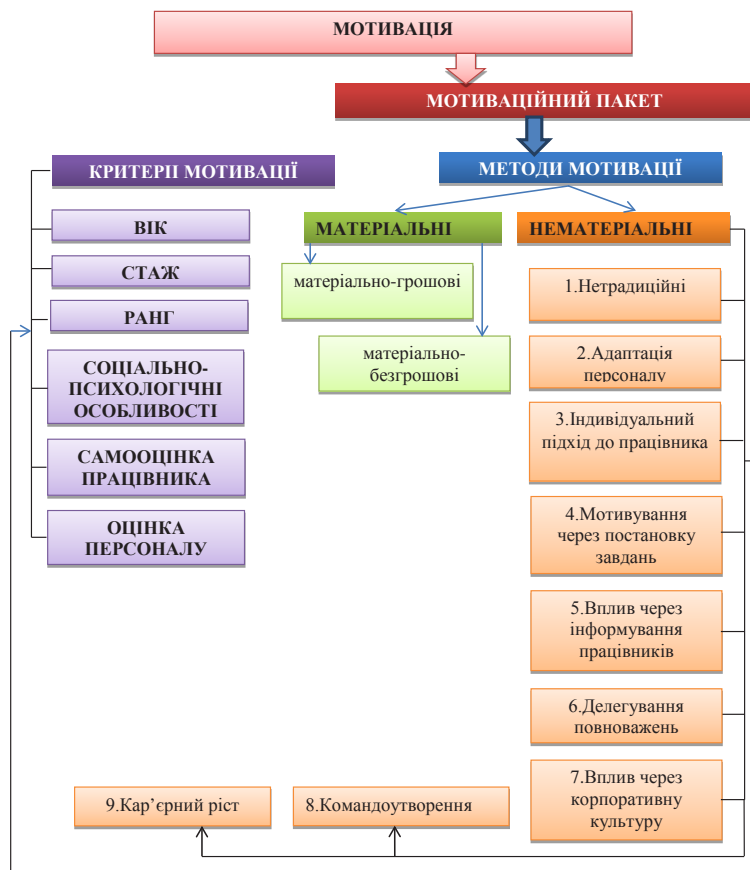 МОТИВАЦІЯ
МОТИВАЦІЙНИЙ ПАКЕТ
КРИТЕРІЇ МОТИВАЦІЇ
МЕТОДИ МОТИВАЦІЇ
ВІК
СТАЖ
РАНГ
СОЦІАЛЬНО-
ПСИХОЛОГІЧНІ
ОСОБЛИВОСТІ
САМООЦІНКА
ПРАЦІВНИКА
ОЦІНКА
ПЕРСОНАЛУ
МАТЕРІАЛЬНІ
матеріально-грошові
матеріально-
безгрошові
НЕМАТЕРІАЛЬНІ
1.Нетрадиційні
2.Адаптація
персоналу
3.Індивідуальний
підхід до працівника
4.Мотивування
через постановку
завдань
5.Вплив через
інформування
працівників
6.Делегування
повноважень
7.Вплив через
корпоративну
культуру
8.Командоутворення
9.Кар’єрний ріст